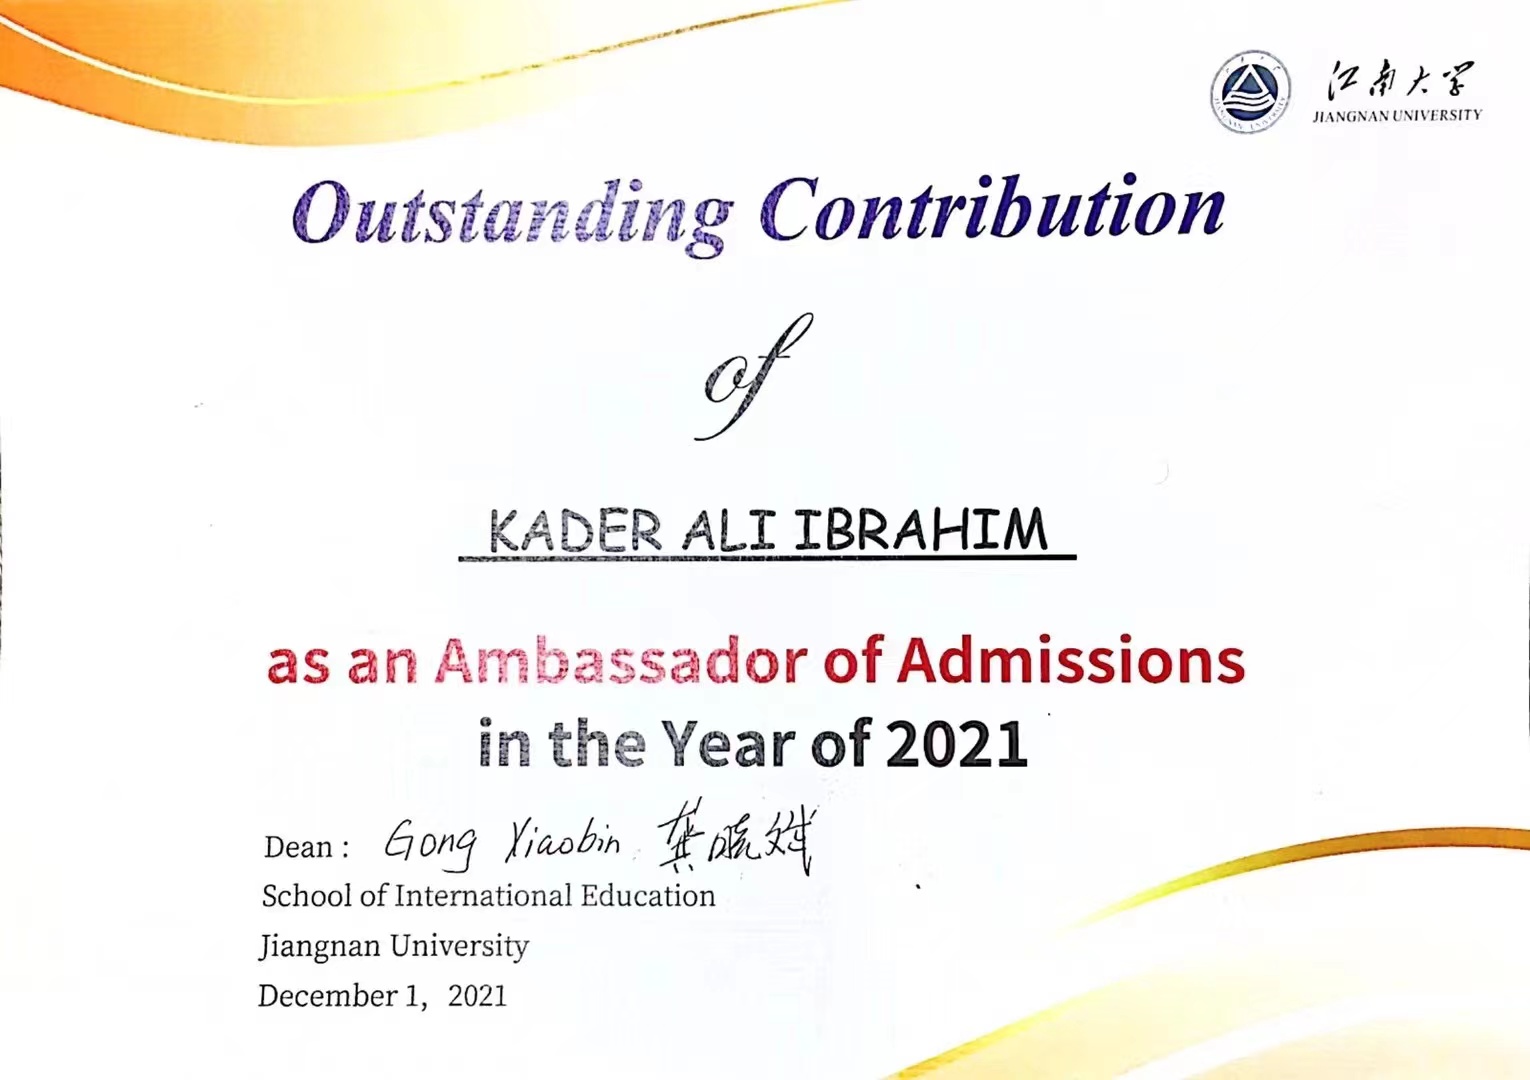 江南大学
JIANGNAN UNIVERSITY
Outstanding Contribution
of
KADER ALI IBRAHIM
as an Ambassador of Admissions
in the Year of 2021
Dean : Gong Xiaobin 龚晓斌
School of International Education
Jiangnan University
December 1, 2021